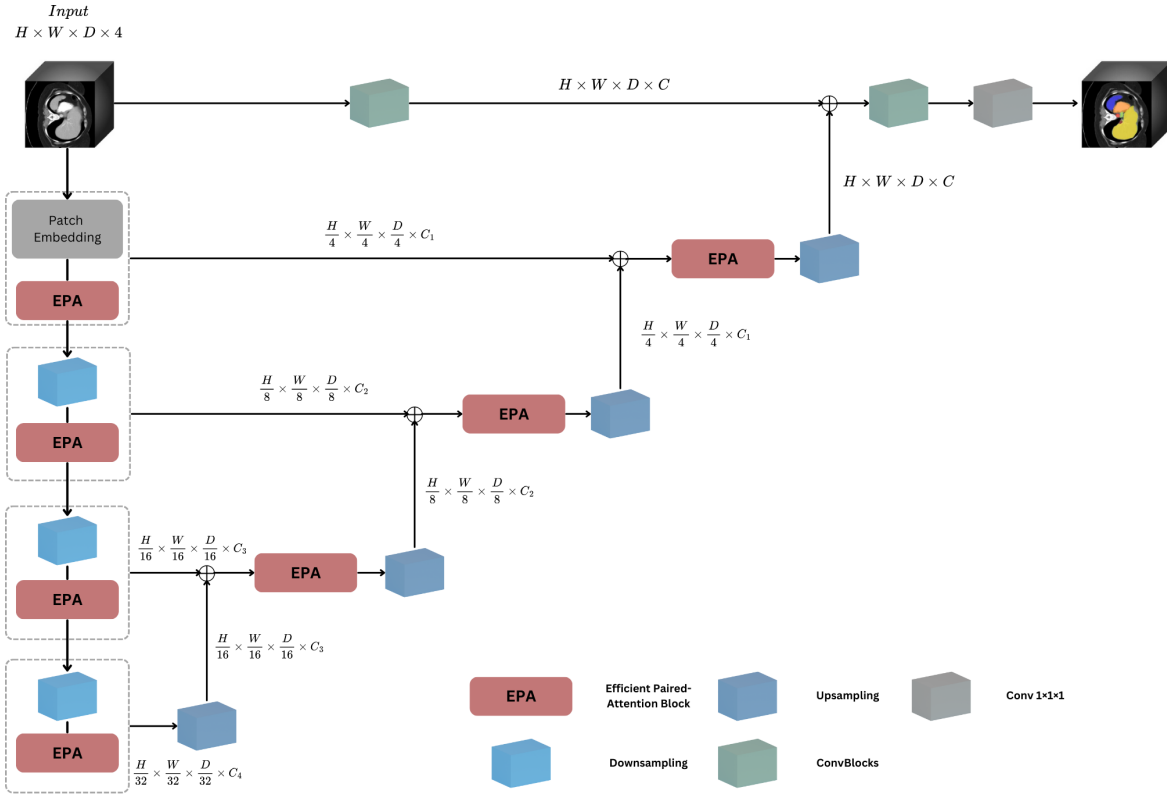 Input
H × W × D × 4
H × W × D × C
H × W × D × C
Patch
Embedding
H/4 × W/4 × D/4 × C₁
EPA
EPA
H/4 × W/4 × D/4 × C₁
H/8 × W/8 × D/8 × C₂
EPA
EPA
H/8 × W/8 × D/8 × C₂
H/16 × W/16 × D/16 × C₃
EPA
EPA
H/16 × W/16 × D/16 × C₃
EPA
H/32 × W/32 × D/32 × C₄
EPA
Efficient Paired-
Attention Block
Upsampling
Conv 1×1×1
Downsampling
ConvBlocks